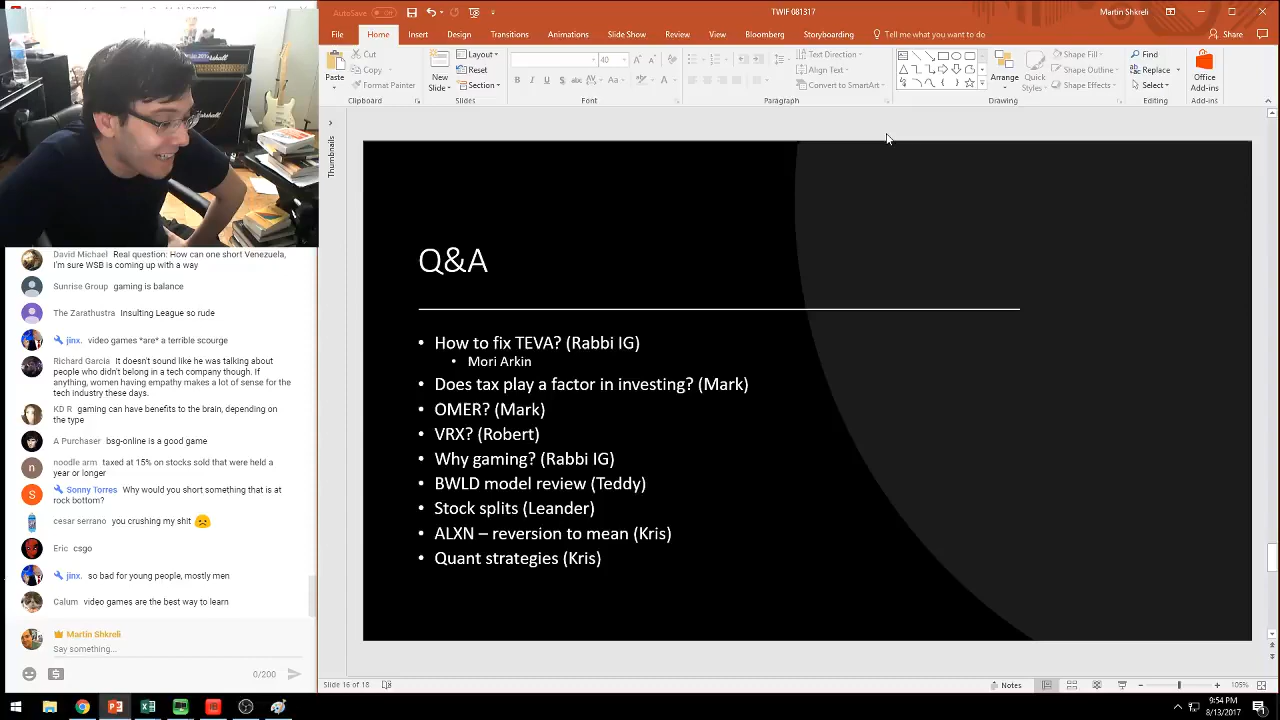 David Michael Real question: How can one short Venezuela,
I'm sure WSB is coming up with a way
Sunrise Group gaming is balance
The Zarathustra Insulting League so rude
jinx. video games *are* a terrible scourge
Richard Garcia It doesn't sound like he was talking about
people who didn't belong in a tech company though. If
anything, women having empathy makes a lot of sense for the
tech industry these days.
KD R gaming can have benefits to the brain, depending on
the type
A Purchaser bsg-online is a good game
n
noodle arm. taxed at 15% on stocks sold that were held a
year or longer
S
Sonny Torres Why would you short something that is at
rock bottom?
cesar serrano you crushing my shit
Eric csgo
jinx. so bad for young people, mostly men
Calum video games are the best way to learn
Martin Shkreli
Say something...
0/200
AutoSave Off
TWIF 081317
Martin Shkreli
File Home Insert Design Transitions Animations Slide Show Review View Bloomberg Storyboarding Tell me what you want to do Share
Paste
Cut
Copy
Format Painter
Clipboard
New
Slide
Layout
Reset
Section
Slides
40
B I U S abc AV Aa A
Font
Text Direction
Align Text
Convert to SmartArt
Paragraph
Arrange
Quick
Styles
Shape Fill
Shape Outline
Shape Effects
Drawing
Find
Replace
Select
Editing
Office
Add-ins
Add-ins
Thumbnails
Q&A
• How to fix TEVA? (Rabbi IG)
• Mori Arkin
• Does tax play a factor in investing? (Mark)
• OMER? (Mark)
• VRX? (Robert)
• Why gaming? (Rabbi IG)
• BWLD model review (Teddy)
• Stock splits (Leander)
• ALXN – reversion to mean (Kris)
• Quant strategies (Kris)
Slide 16 of 18
Notes
105%
9:54 PM
8/13/2017
Marshall